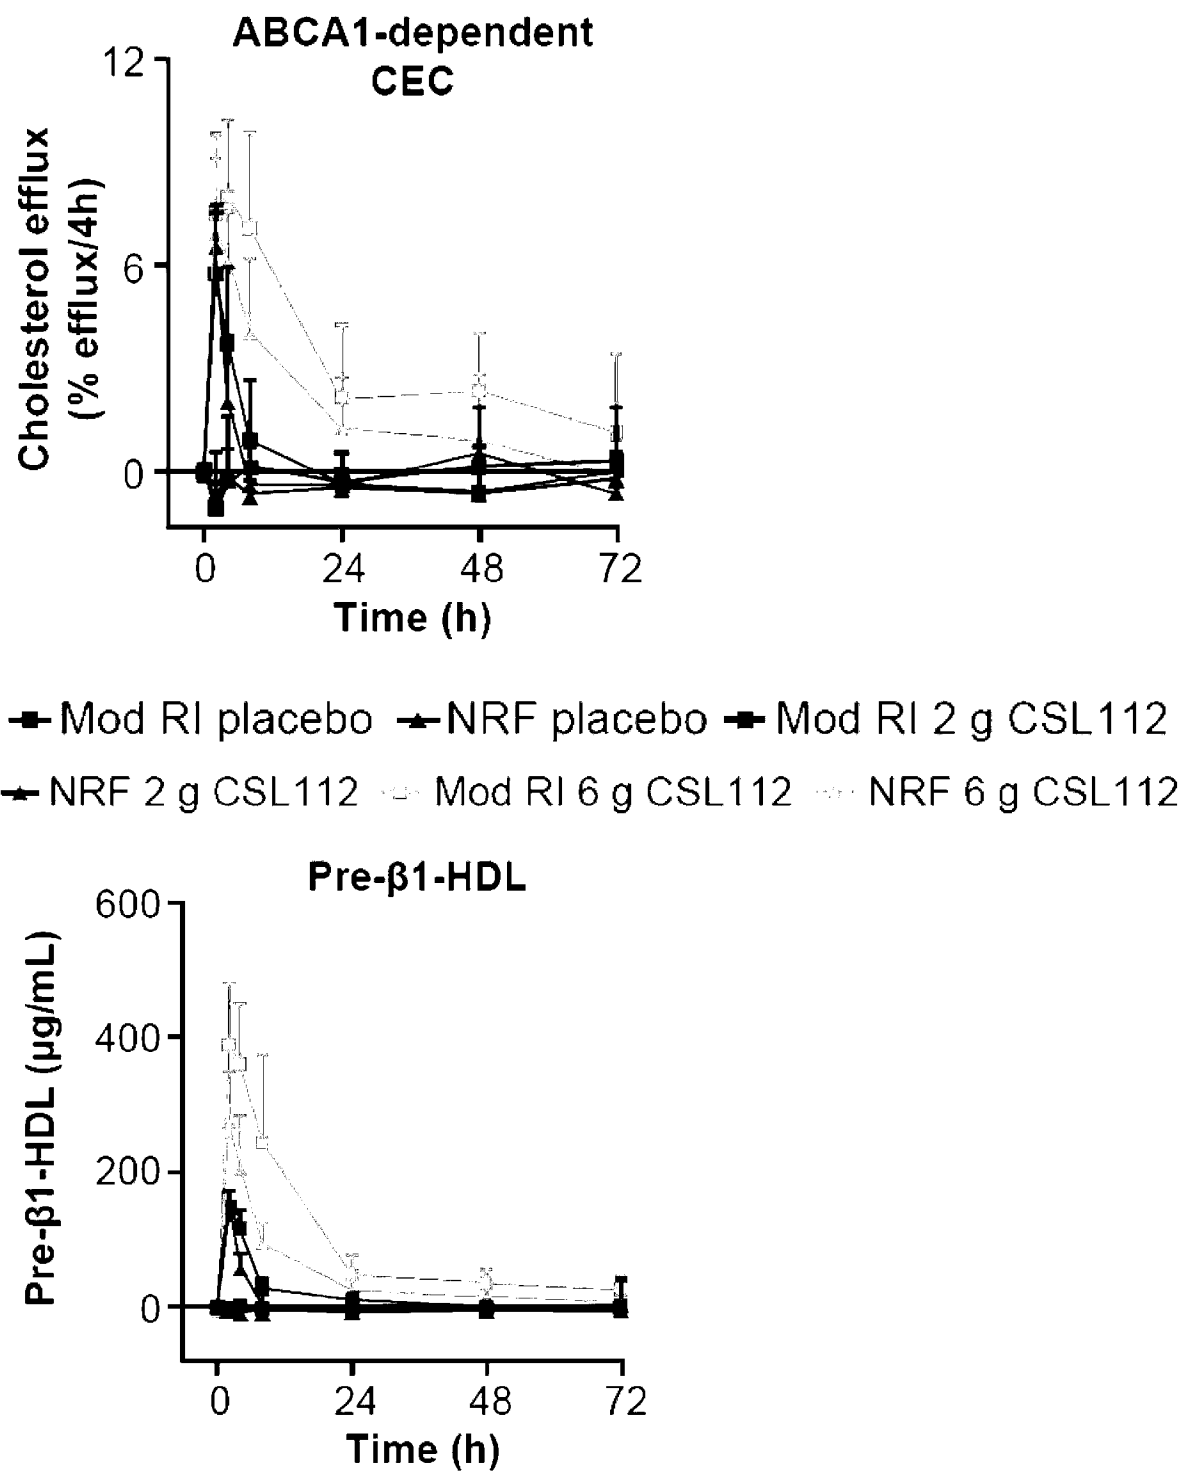 ABCA1-dependent
CEC
12
6
0
Cholesterol efflux
(% efflux/4h)
0 24 48 72
Time (h)
Mod RI placebo NRF placebo Mod RI 2 g CSL112
NRF 2 g CSL112 Mod RI 6 g CSL112 NRF 6 g CSL112
Pre-β1-HDL
600
400
200
0
Pre-β1-HDL (µg/mL)
0 24 48 72
Time (h)